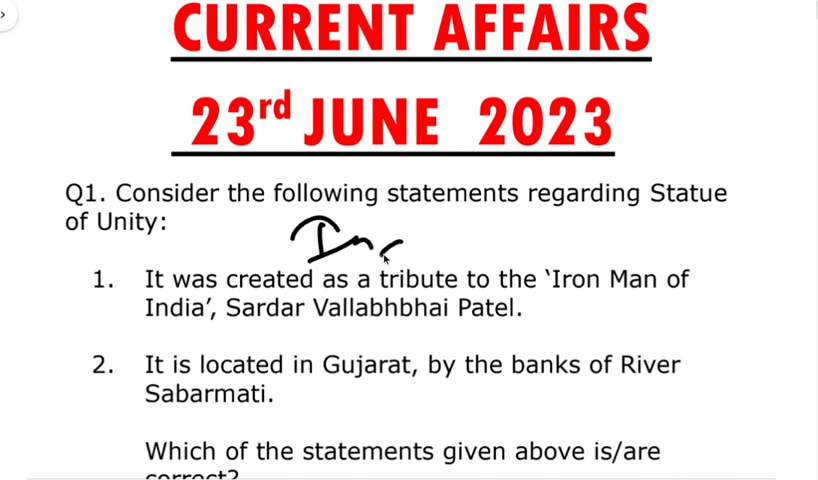 CURRENT AFFAIRS
23rd JUNE 2023
Q1. Consider the following statements regarding Statue
of Unity:
1. It was created as a tribute to the ‘Iron Man of
India’, Sardar Vallabhbhai Patel.
2. It is located in Gujarat, by the banks of River
Sabarmati.
Which of the statements given above is/are
correct?